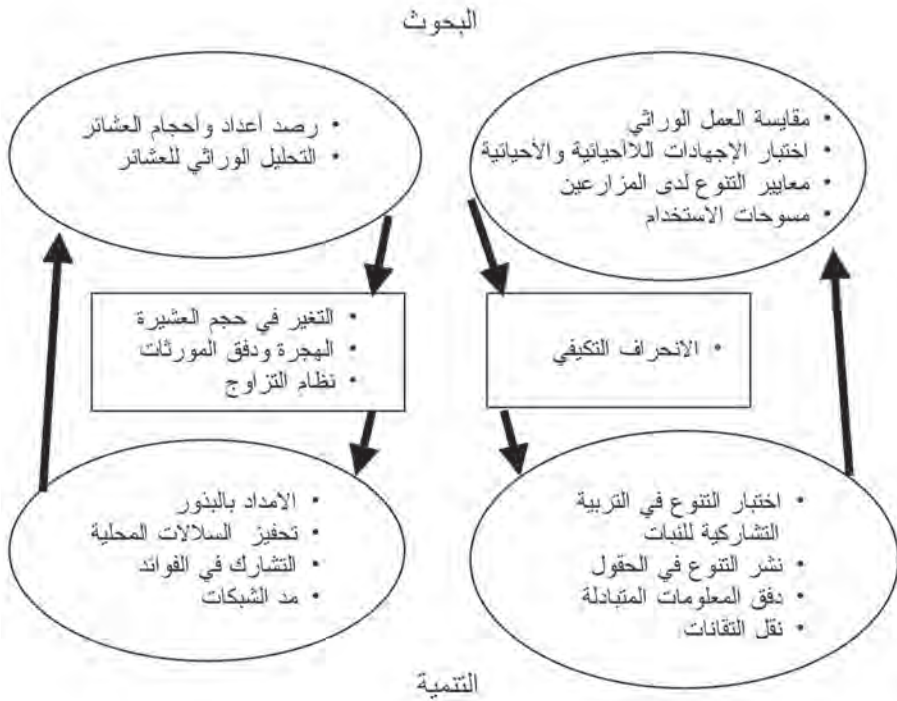 البحوث
• مقايسة العمل الوراثي
• اختبار الإجهادات اللاأحيائية والأحيائية
• معايير التنوع لدى المزارعين
• مسوحات الاستخدام
• رصد أعداد وأحجام العشائر
• التحليل الوراثي للعشائر
• الانحراف التكيفي
• التغير في حجم العشيرة
• الهجرة ودفق المورثات
• نظام التزاوج
• اختبار التنوع في التربية
التشاركية للنبات
• نشر التنوع في الحقول
• دفق المعلومات المتبادلة
• نقل التقانات
• الامداد بالبذور
• تحفيز السلالات المحلية
• التشارك في الفوائد
• مد الشبكات
التنمية